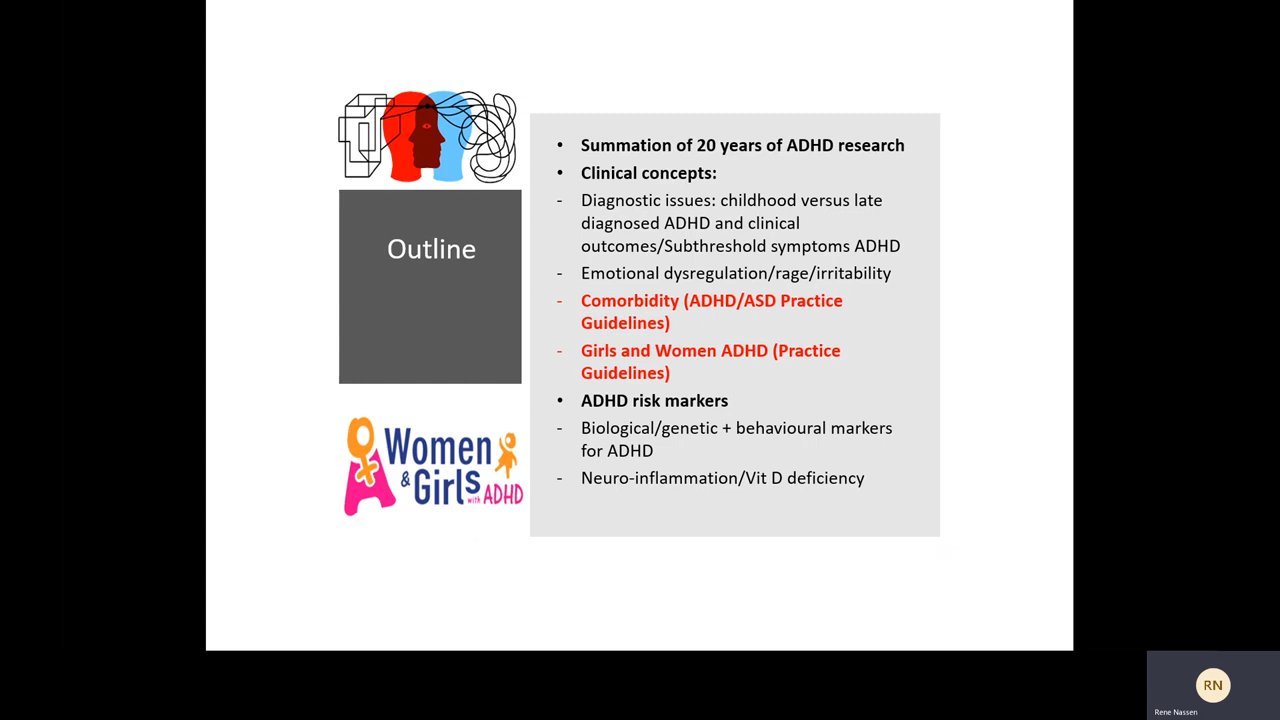 Outline
• Summation of 20 years of ADHD research
• Clinical concepts:
- Diagnostic issues: childhood versus late
diagnosed ADHD and clinical
outcomes/Subthreshold symptoms ADHD
- Emotional dysregulation/rage/irritability
- Comorbidity (ADHD/ASD Practice
Guidelines)
- Girls and Women ADHD (Practice
Guidelines)
• ADHD risk markers
- Biological/genetic + behavioural markers
for ADHD
- Neuro-inflammation/Vit D deficiency
Women
& Girls
with ADHD
RN
Rene Nassen